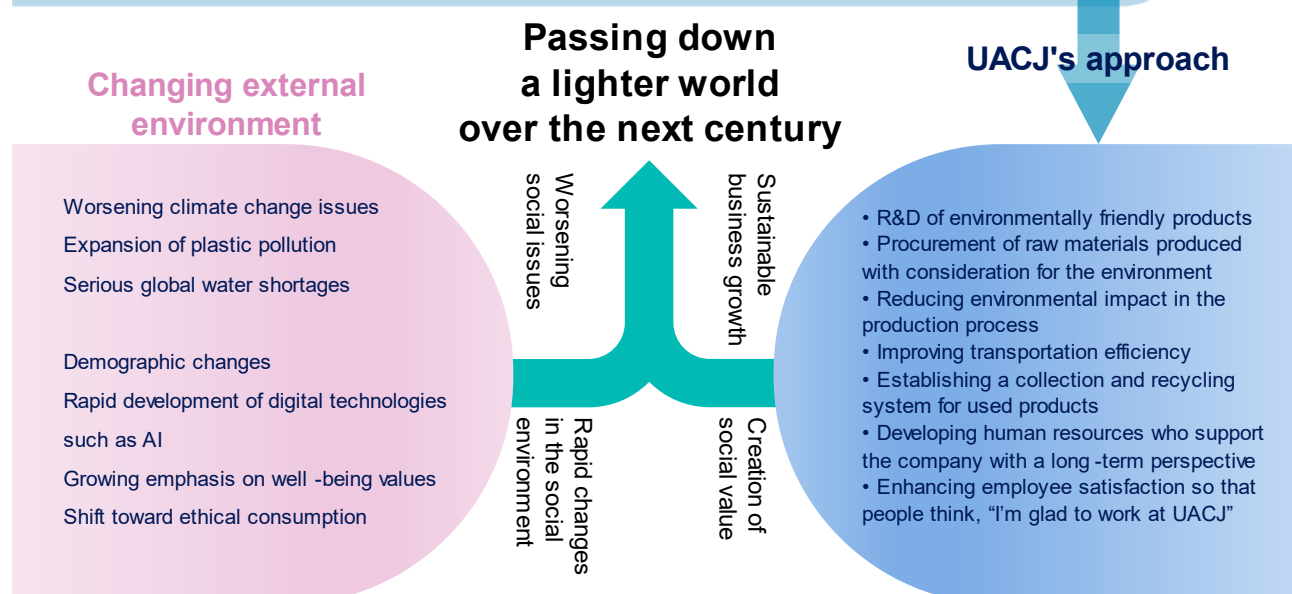 Passing down
a lighter world
over the next century
Changing external
environment
Worsening climate change issues
Expansion of plastic pollution
Serious global water shortages
Demographic changes
Rapid development of digital technologies
such as AI
Growing emphasis on well -being values
Shift toward ethical consumption
Worsening
social issues
Rapid changes
in the social
environment
Sustainable
business growth
Creation of
social value
UACJ's approach
• R&D of environmentally friendly products
• Procurement of raw materials produced
with consideration for the environment
• Reducing environmental impact in the
production process
• Improving transportation efficiency
• Establishing a collection and recycling
system for used products
• Developing human resources who support
the company with a long -term perspective
• Enhancing employee satisfaction so that
people think, “I’m glad to work at UACJ”